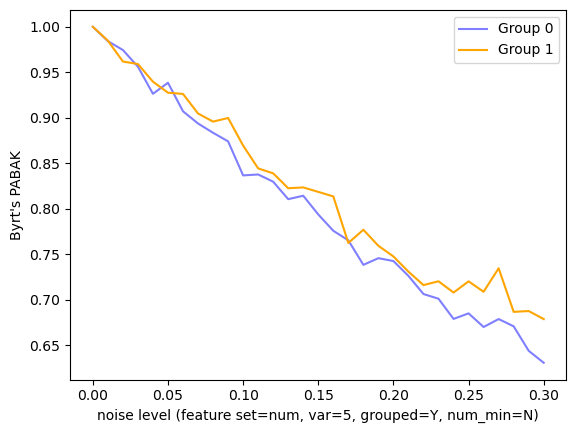 Group 0
Group 1
1.00
0.95
0.90
0.85
0.80
0.75
0.70
0.65
Byrt's PABAK
0.00 0.05 0.10 0.15 0.20 0.25 0.30
noise level (feature set=num, var=5, grouped=Y, num_min=N)